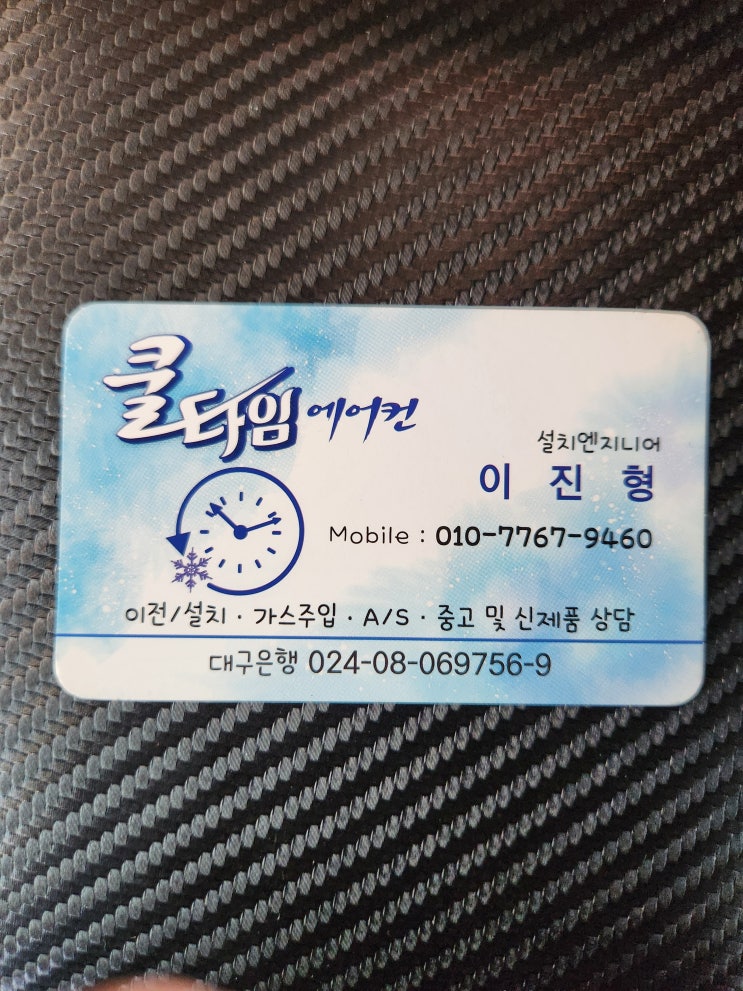 쿨타임 에어컨
설치엔지니어
이 진 형
Mobile : 010-7767-9460
이전/설치 · 가스주입 · A/S · 중고 및 신제품 상담
대구은행 024-08-069756-9